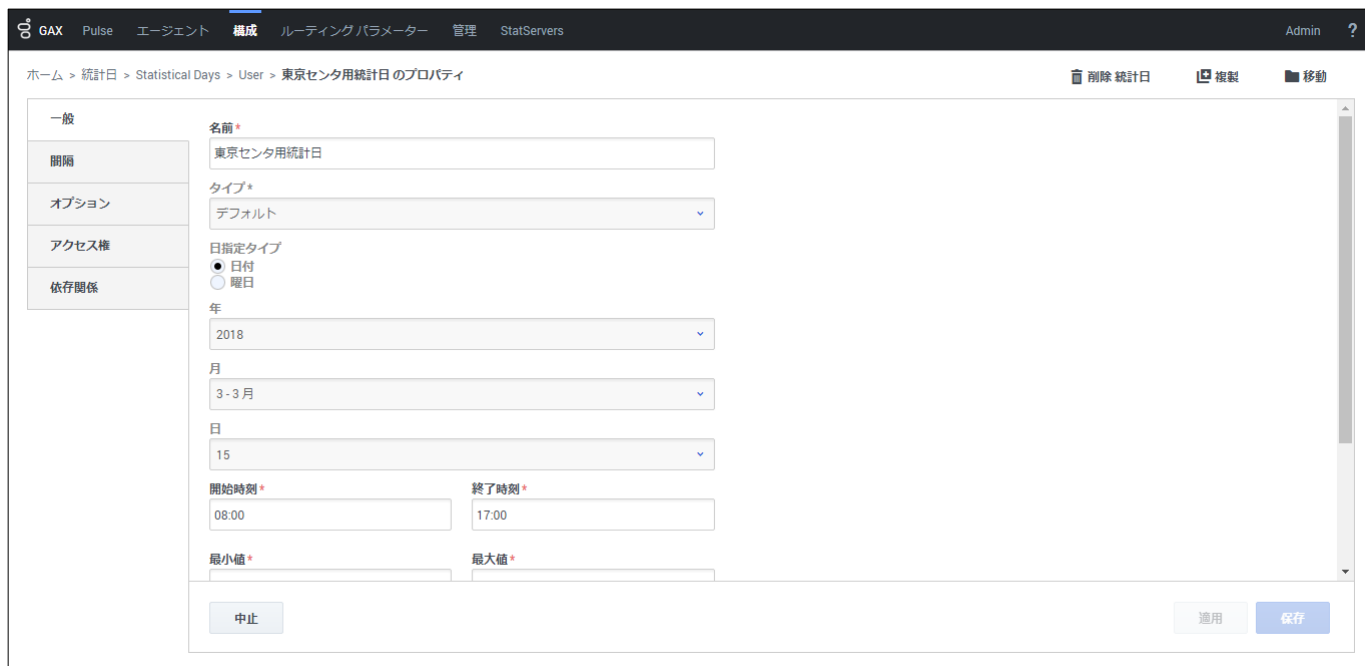 GAX Pulse エージェント 構成 ルーティング パラメーター 管理 StatServers Admin ?
ホーム > 統計日 > Statistical Days > User > 東京センタ用統計日 のプロパティ 削除 統計日 複製 移動
一般
間隔
オプション
アクセス権
依存関係
名前*
東京センタ用統計日
タイプ*
デフォルト
日指定タイプ
日付
曜日
年
2018
月
3 - 3 月
日
15
開始時刻* 終了時刻*
08:00 17:00
最小値* 最大値*
中止 適用 保存